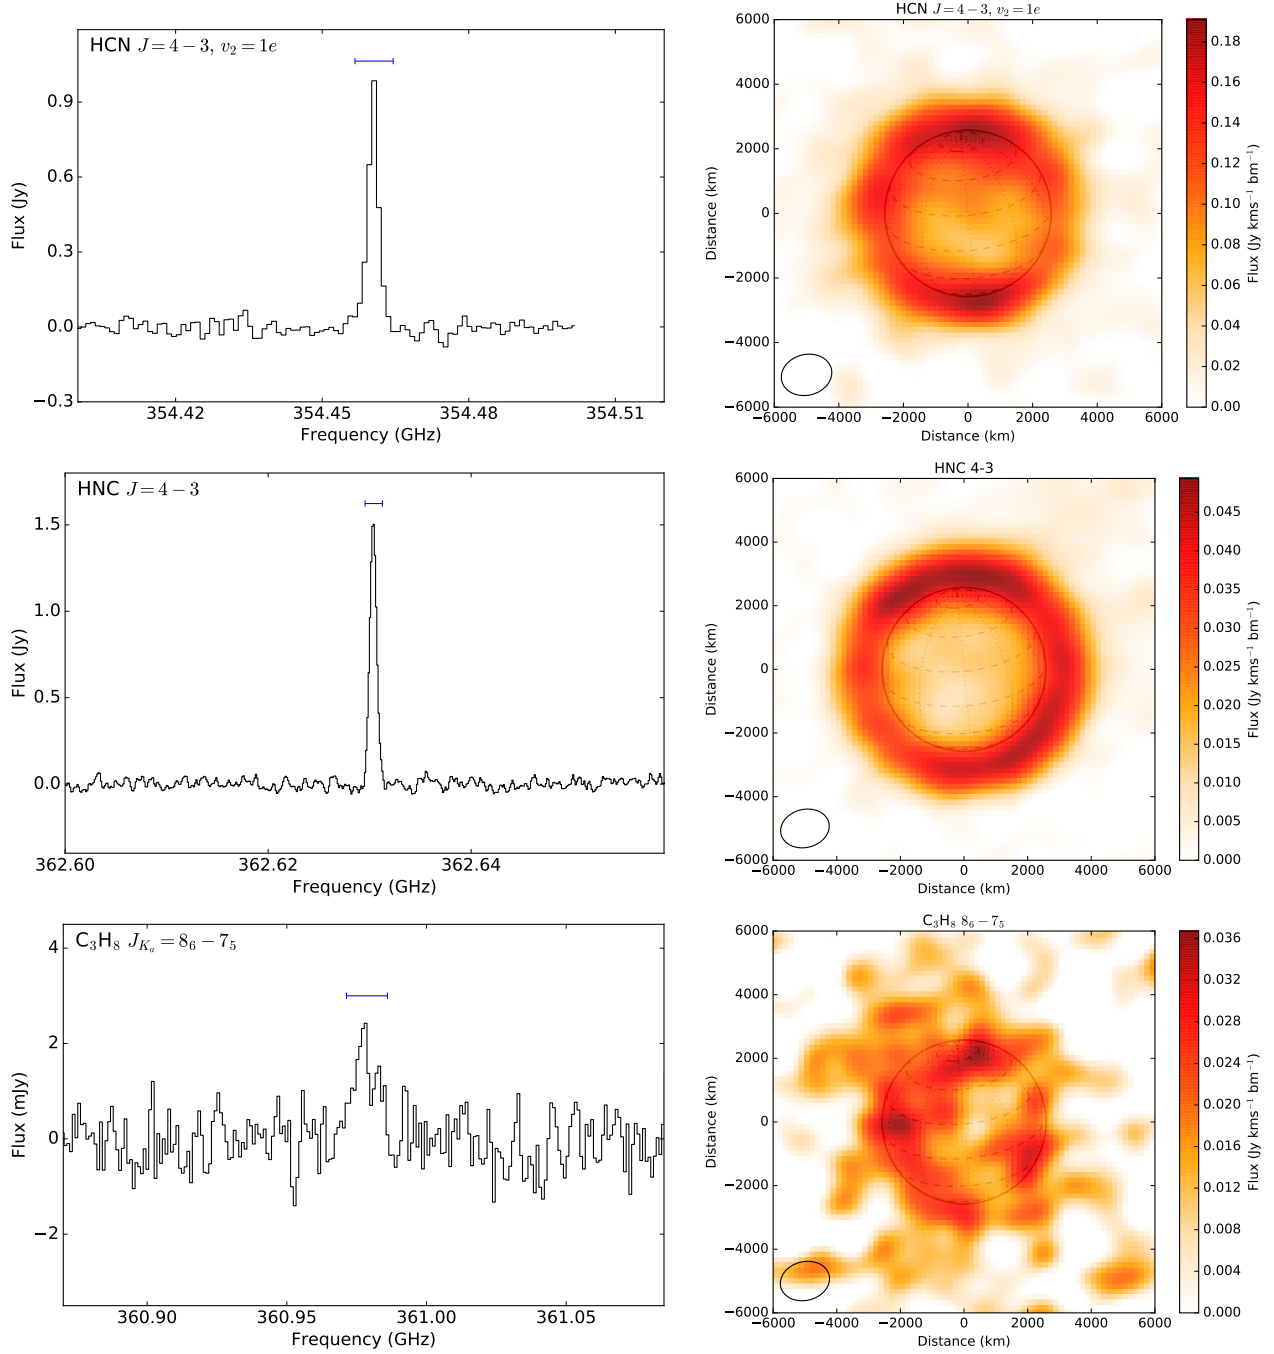 HCN J = 4 − 3, v₂ = 1e
0.9
0.6
0.3
0.0
−0.3
354.42 354.45 354.48 354.51
Flux (Jy)
Frequency (GHz)
HCN J = 4 − 3, v₂ = 1e
6000
4000
2000
0
−2000
−4000
−6000
−6000 −4000 −2000 0 2000 4000 6000
Distance (km)
Distance (km)
0.18
0.16
0.14
0.12
0.10
0.08
0.06
0.04
0.02
0.00
Flux (Jy kms⁻¹ bm⁻¹)
HNC J = 4 − 3
1.5
1.0
0.5
0.0
362.60 362.62 362.64
Flux (Jy)
Frequency (GHz)
HNC 4-3
6000
4000
2000
0
−2000
−4000
−6000
−6000 −4000 −2000 0 2000 4000 6000
Distance (km)
Distance (km)
0.045
0.040
0.035
0.030
0.025
0.020
0.015
0.010
0.005
0.000
Flux (Jy kms⁻¹ bm⁻¹)
C₃H₈ J_{K_a} = 8₆ − 7₅
4
2
0
−2
360.90 360.95 361.00 361.05
Flux (mJy)
Frequency (GHz)
C₃H₈ 8₆ − 7₅
6000
4000
2000
0
−2000
−4000
−6000
−6000 −4000 −2000 0 2000 4000 6000
Distance (km)
Distance (km)
0.036
0.032
0.028
0.024
0.020
0.016
0.012
0.008
0.004
0.000
Flux (Jy kms⁻¹ bm⁻¹)